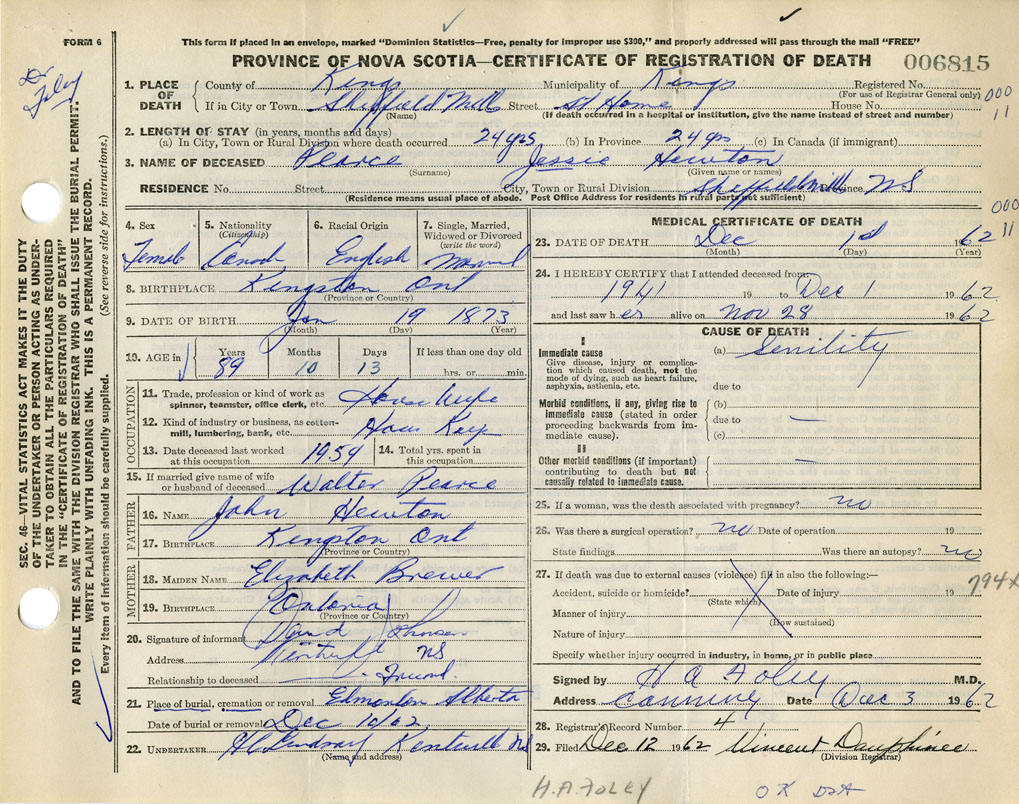 FORM 6
This form if placed in an envelope, marked "Dominion Statistics—Free, penalty for improper use $300," and properly addressed will pass through the mail "FREE"
PROVINCE OF NOVA SCOTIA—CERTIFICATE OF REGISTRATION OF DEATH 006815
Dr Foley
1. PLACE OF DEATH { County of Kings Municipality of Kings Registered No.
(For use of Registrar General only) 000 11
If in City or Town Sheffield Mills Street at Home House No.
(Name) (If death occurred in a hospital or institution, give the name instead of street and number)
2. LENGTH OF STAY (in years, months and days)
(a) In City, Town or Rural Division where death occurred 24 yrs (b) In Province 24 yrs (c) In Canada (if immigrant)
3. NAME OF DECEASED Pearce Jessie Hewton
(Surname) (Given name or names)
RESIDENCE No. Street City, Town or Rural Division Sheffield Mills Province NS
(Residence means usual place of abode. Post Office Address for residents in rural parts not sufficient)
000 11
4. Sex 5. Nationality (Citizenship) 6. Racial Origin 7. Single, Married, Widowed or Divorced (write the word)
Female English
8. BIRTHPLACE Kingston Ont
(Province or Country)
9. DATE OF BIRTH Jan 19 1873
(Month) (Day) (Year)
10. AGE in { Years Months Days If less than one day old
89 10 13 hrs. or min.
OCCUPATION
11. Trade, profession or kind of work as spinner, teamster, office clerk, etc. House Wife
12. Kind of industry or business, as cotton-mill, lumbering, bank, etc. Hous Keep
13. Date deceased last worked at this occupation 1959 14. Total yrs. spent in this occupation
15. If married give name of wife or husband of deceased Walter Pearce
FATHER
16. NAME John Hewton
17. BIRTHPLACE Kingston Ont
(Province or Country)
MOTHER
18. MAIDEN NAME Elizabeth Brewer
19. BIRTHPLACE
(Province or Country)
20. Signature of informant David
Address NS
Relationship to deceased Friend
21. Place of burial, cremation or removal Edmonton Alberta
Date of burial or removal Dec 10/62
22. UNDERTAKER Lindsay Kentville NS
(Name and address)
MEDICAL CERTIFICATE OF DEATH
23. DATE OF DEATH Dec 1st 1962
(Month) (Day) (Year)
24. I HEREBY CERTIFY that I attended deceased from:
1941 19 to Dec 1 1962
and last saw her alive on Nov 28 1962
CAUSE OF DEATH
I
Immediate cause (a) Senility
Give disease, injury or complication which caused death, not the mode of dying, such as heart failure, asphyxia, asthenia, etc. due to
Morbid conditions, if any, giving rise to immediate cause (stated in order proceeding backwards from immediate cause). (b)
due to —
(c)
II
Other morbid conditions (if important) contributing to death but not causally related to immediate cause. —
25. If a woman, was the death associated with pregnancy? no
26. Was there a surgical operation? no Date of operation 19
State findings Was there an autopsy? no
27. If death was due to external causes (violence) fill in also the following:—
Accident, suicide or homicide? Date of injury 19 794x
(State which)
Manner of injury
(How sustained)
Nature of injury
Specify whether injury occurred in industry, in home, or in public place
Signed by H A Foley M.D.
Address Canning Date Dec 3 1962
28. Registrar's Record Number 4
29. Filed Dec 12 1962 Vincent Dauphinee
(Division Registrar)
H.A. FOLEY OK
SEC. 46—VITAL STATISTICS ACT MAKES IT THE DUTY
OF THE UNDERTAKER OR PERSON ACTING AS UNDER-
TAKER TO OBTAIN ALL THE PARTICULARS REQUIRED
IN THE "CERTIFICATE OF REGISTRATION OF DEATH"
AND TO FILE THE SAME WITH THE DIVISION REGISTRAR WHO SHALL ISSUE THE BURIAL PERMIT.
WRITE PLAINLY WITH UNFADING INK. THIS IS A PERMANENT RECORD.
Every item of information should be carefully supplied. (See reverse side for instructions.)